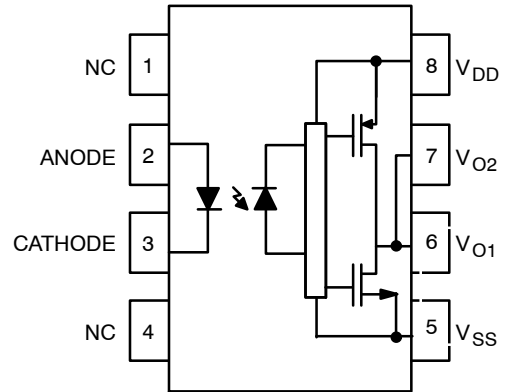 NC 1
8 VDD
ANODE 2
7 VO2
CATHODE 3
6 VO1
NC 4
5 VSS